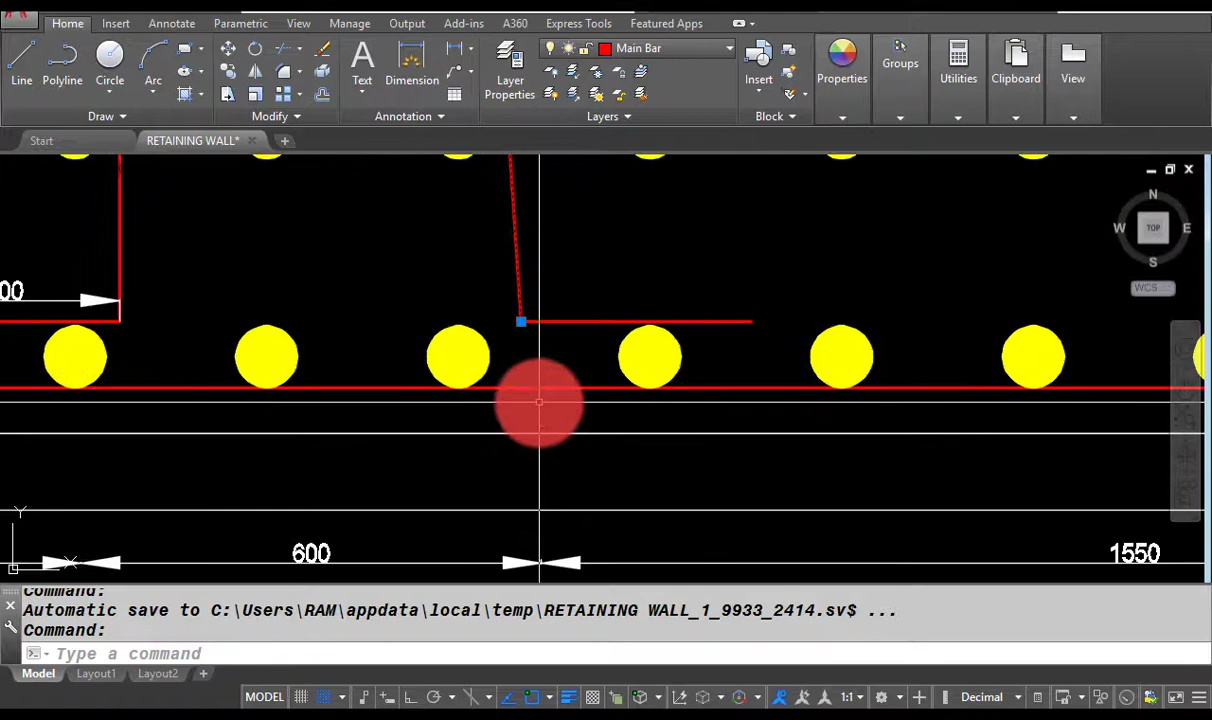 Home Insert Annotate Parametric View Manage Output Add-ins A360 Express Tools Featured Apps
Line Polyline Circle Arc
Text Dimension
Layer Properties
Main Bar
Insert
Properties Groups Utilities Clipboard View
Draw Modify Annotation Layers Block
Start RETAINING WALL*
N
W TOP E
S
WCS
00
Y
X
600 1550
Command:
Automatic save to C:\Users\RAM\appdata\local\temp\RETAINING WALL_1_9933_2414.sv$ ...
Command:
Type a command
Model Layout1 Layout2
MODEL 1:1 Decimal